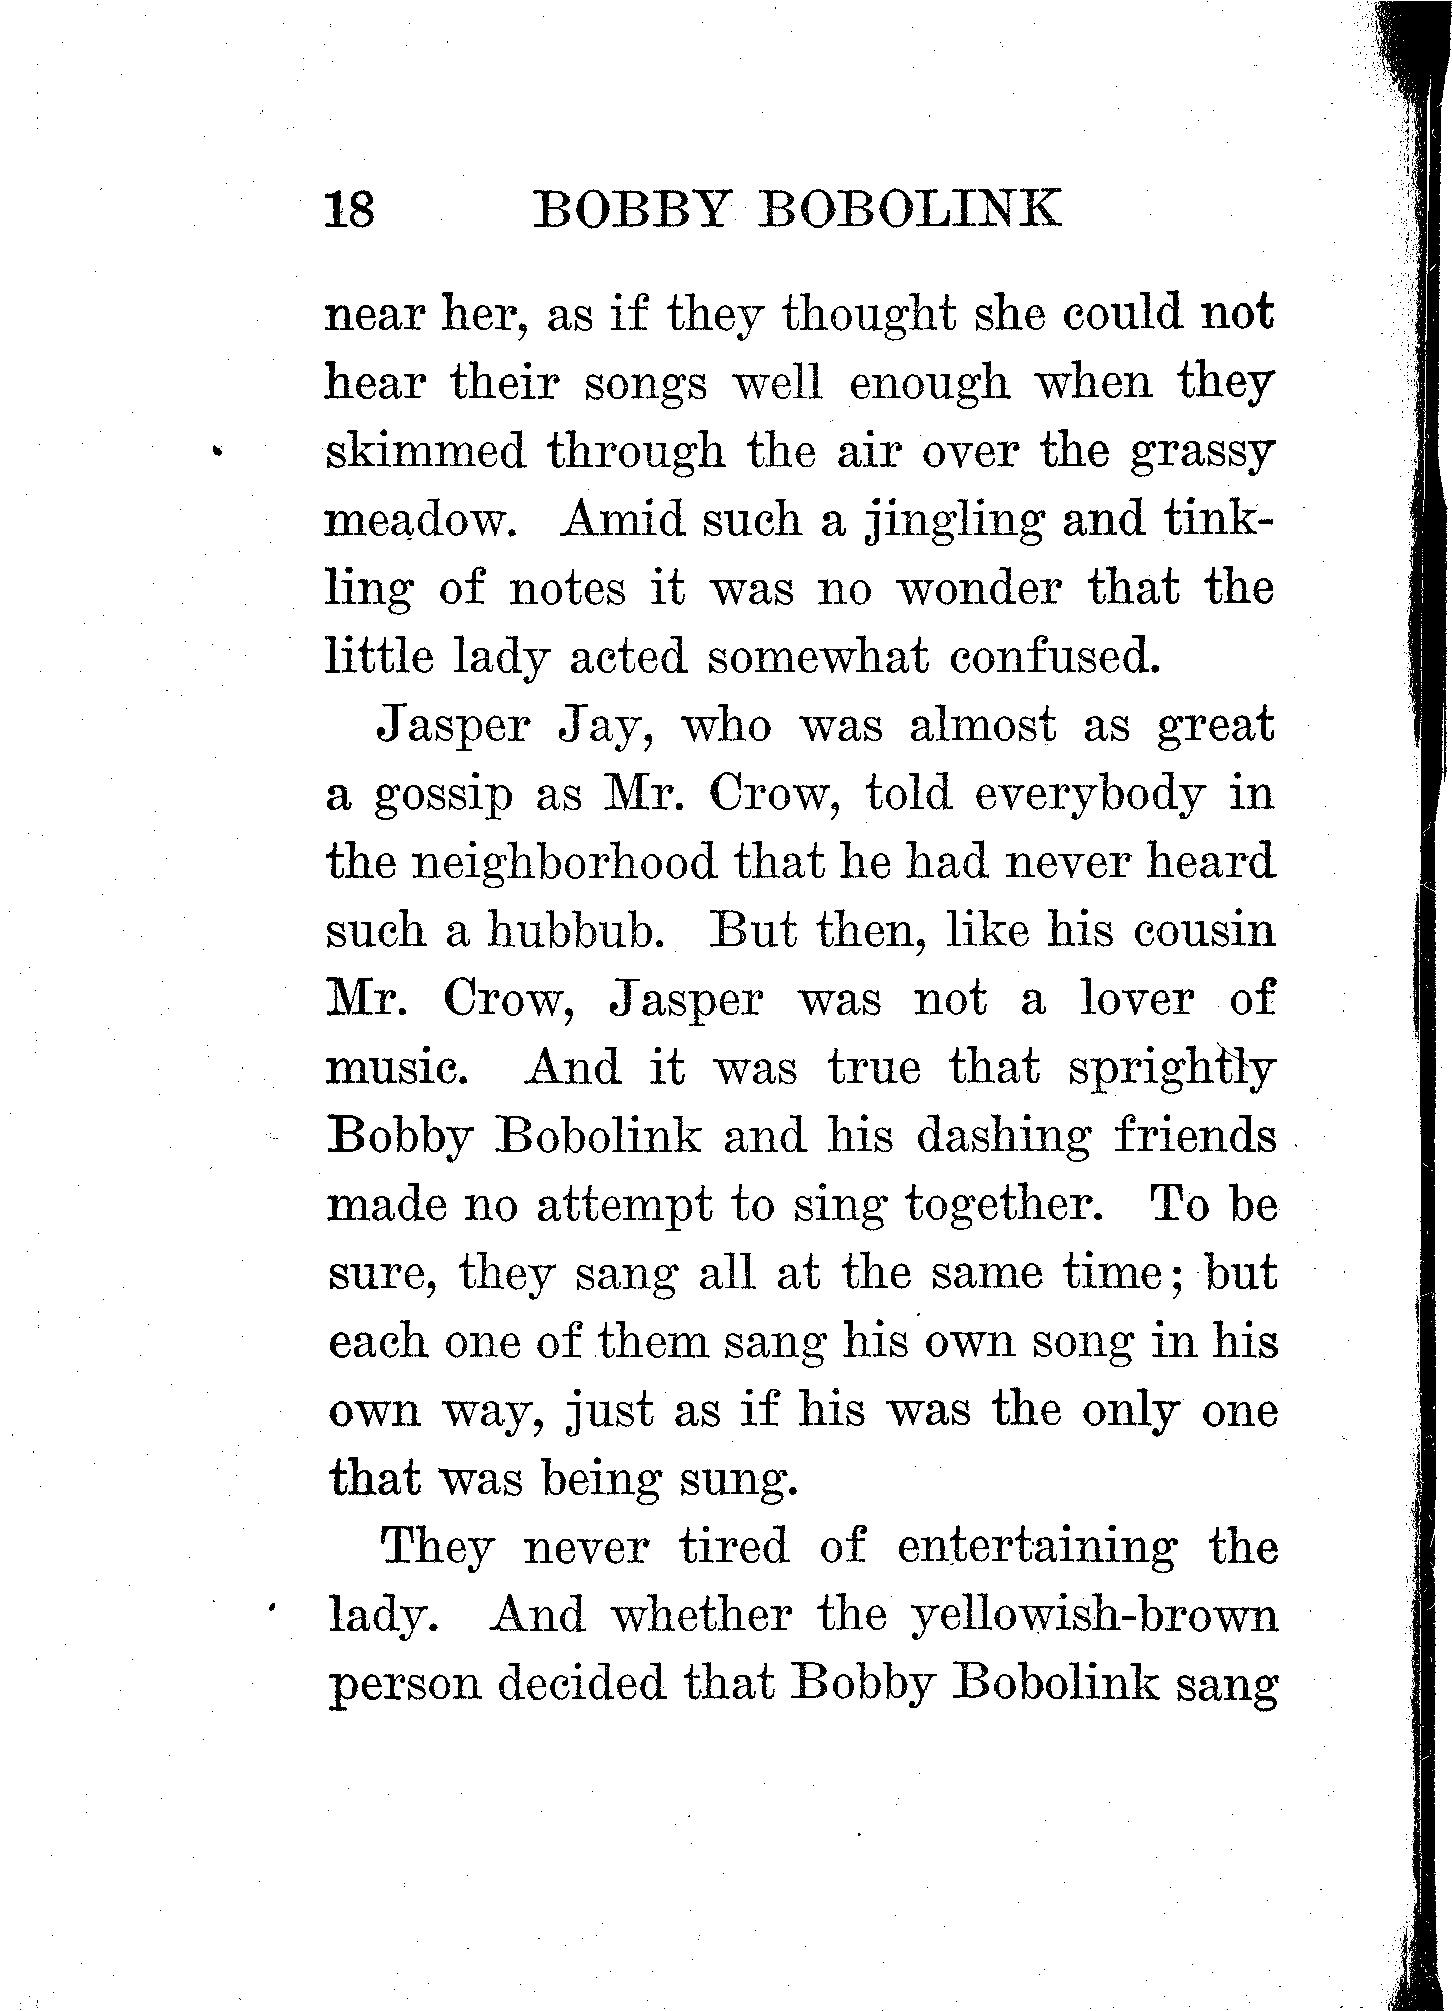 18 BOBBY BOBOLINK
near her, as if they thought she could not
hear their songs well enough when they
skimmed through the air over the grassy
meadow. Amid such a jingling and tink-
ling of notes it was no wonder that the
little lady acted somewhat confused.
Jasper Jay, who was almost as great
a gossip as Mr. Crow, told everybody in
the neighborhood that he had never heard
such a hubbub. But then, like his cousin
Mr. Crow, Jasper was not a lover of
music. And it was true that sprightly
Bobby Bobolink and his dashing friends
made no attempt to sing together. To be
sure, they sang all at the same time; but
each one of them sang his own song in his
own way, just as if his was the only one
that was being sung.
They never tired of entertaining the
lady. And whether the yellowish-brown
person decided that Bobby Bobolink sang